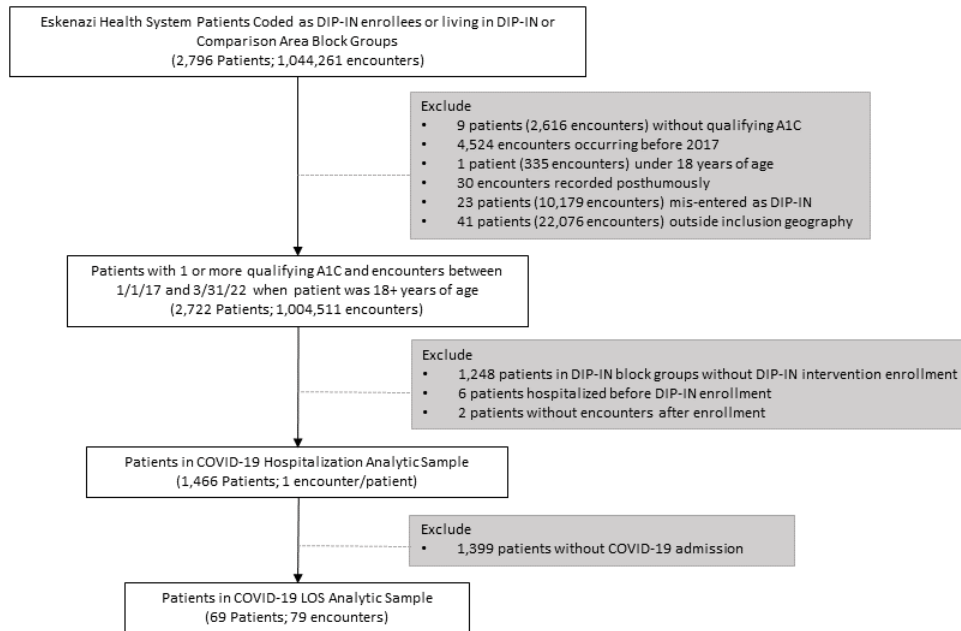 Eskenazi Health System Patients Coded as DIP-IN enrollees or living in DIP-IN or
Comparison Area Block Groups
(2,796 Patients; 1,044,261 encounters)
Exclude
• 9 patients (2,616 encounters) without qualifying A1C
• 4,524 encounters occurring before 2017
• 1 patient (335 encounters) under 18 years of age
• 30 encounters recorded posthumously
• 23 patients (10,179 encounters) mis-entered as DIP-IN
• 41 patients (22,076 encounters) outside inclusion geography
Patients with 1 or more qualifying A1C and encounters between
1/1/17 and 3/31/22 when patient was 18+ years of age
(2,722 Patients; 1,004,511 encounters)
Exclude
• 1,248 patients in DIP-IN block groups without DIP-IN intervention enrollment
• 6 patients hospitalized before DIP-IN enrollment
• 2 patients without encounters after enrollment
Patients in COVID-19 Hospitalization Analytic Sample
(1,466 Patients; 1 encounter/patient)
Exclude
• 1,399 patients without COVID-19 admission
Patients in COVID-19 LOS Analytic Sample
(69 Patients; 79 encounters)